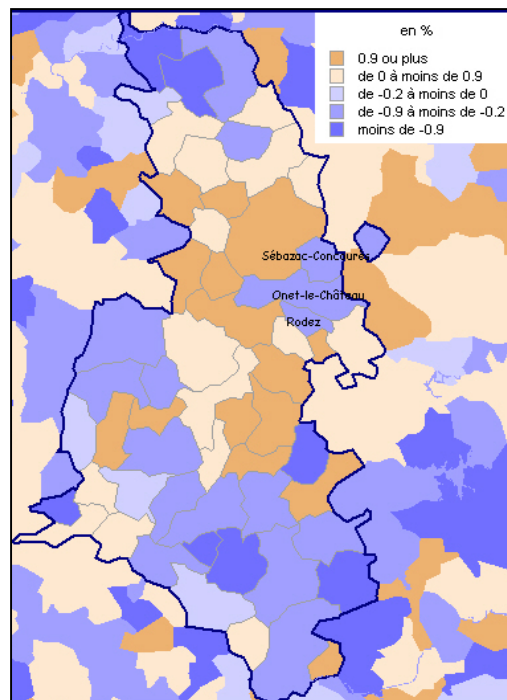 en %
0.9 ou plus
de 0 à moins de 0.9
de -0.2 à moins de 0
de -0.9 à moins de -0.2
moins de -0.9
Sébazac-Concourès
Onet-le-Château
Rodez